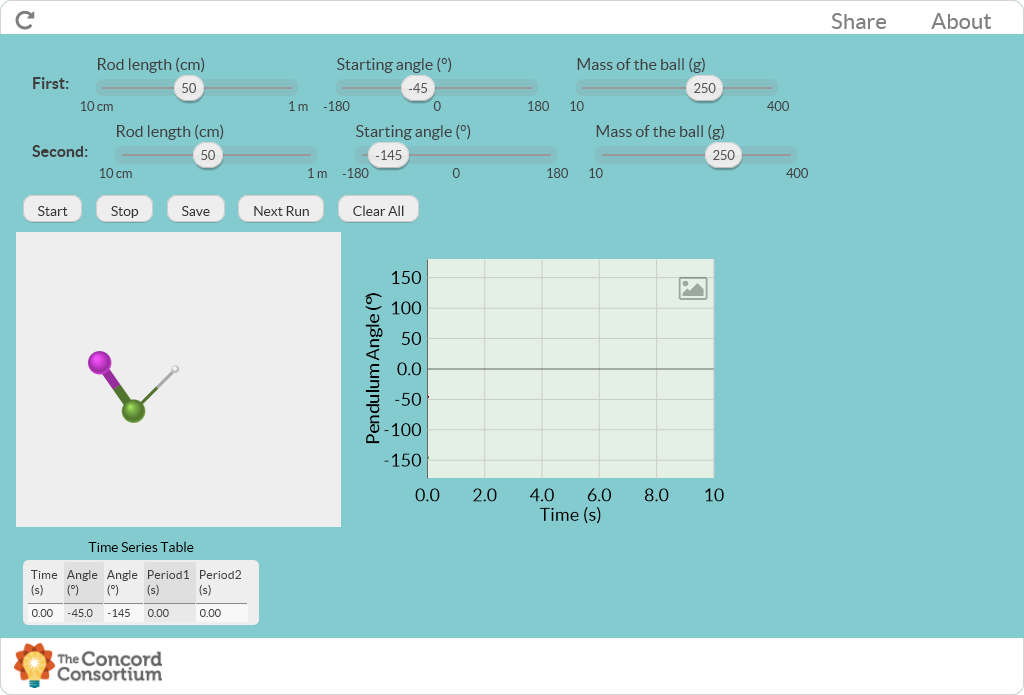 Share About
Rod length (cm) Starting angle (º) Mass of the ball (g)
First: 50 -45 250
10 cm 1 m -180 0 180 10 400
Rod length (cm) Starting angle (º) Mass of the ball (g)
Second: 50 -145 250
10 cm 1 m -180 0 180 10 400
Start Stop Save Next Run Clear All
Pendulum Angle (º)
150
100
50
0.0
-50
-100
-150
0.0 2.0 4.0 6.0 8.0 10
Time (s)
Time Series Table
Time Angle Angle Period1 Period2
(s) (º) (º) (s) (s)
0.00 -45.0 -145 0.00 0.00
The Concord
Consortium